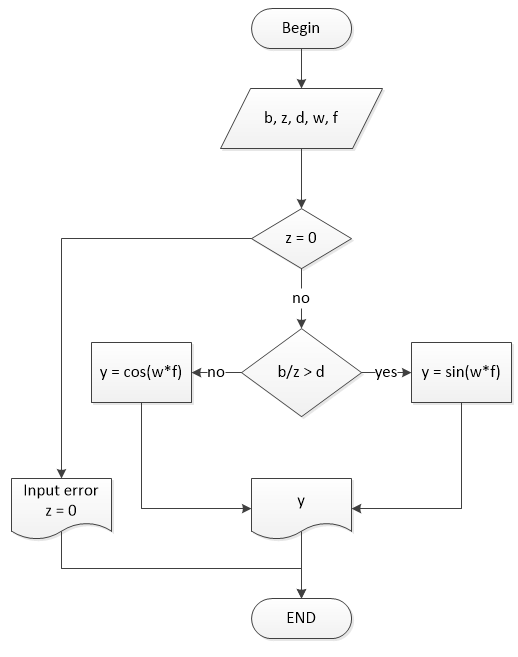 Begin
b, z, d, w, f
z = 0
no
y = cos(w*f)
no
b/z > d
yes
y = sin(w*f)
Input error
z = 0
y
END